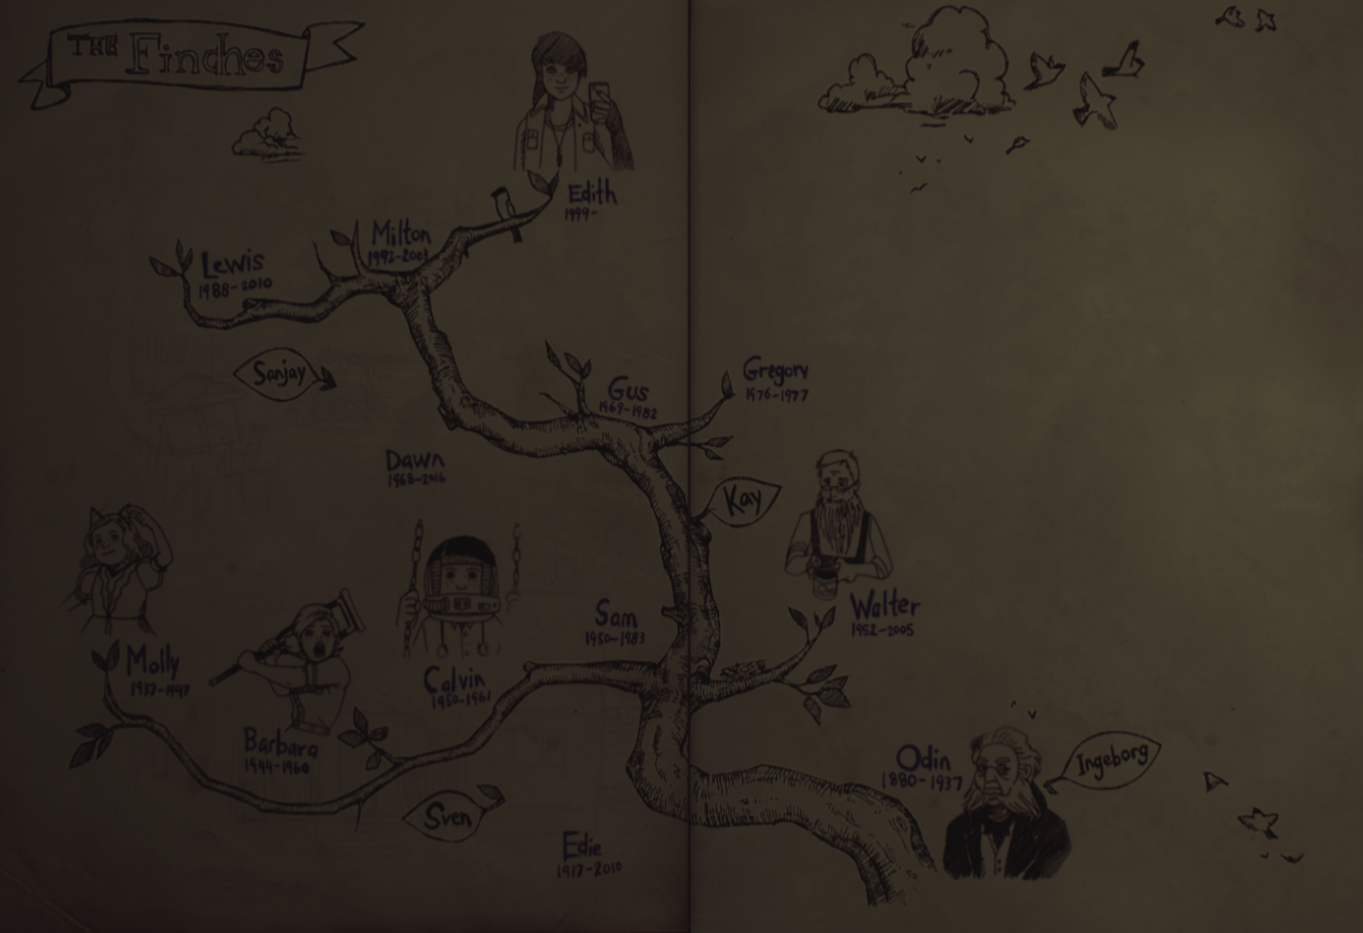 THE Finches
Edith
1999-
Milton
1992-2003
Lewis
1988-2010
Sanjay
Gus
1969-1982
Gregory
1976-1977
Dawn
1968-2016
Kay
Sam
1950-1983
Walter
1952-2005
Molly
1937-1947
Calvin
1950-1961
Barbara
1944-1960
Sven
Odin
1880-1937
Ingeborg
Edie
1917-2010